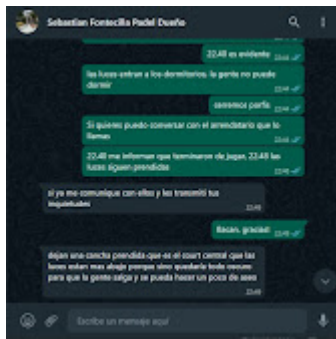 Sebastian Fontecilla Padel Dueño
22.40 es evidente
las luces entran a los dormitorios, la gente no puede
dormir
cerremos porfa
Si quieres puedo conversar con el arrendatario que lo
llamas
22.40 me informan que terminaron de jugar, 22.48 las
luces siguen prendidas
si ya me comunique con ellos y les transmiti tus
inquietudes
Bacan, gracias!
dejan una cancha prendida que es el court central que las
luces estan mas abajo porque sino quedaria todo oscuro
para que la gente salga y se pueda hacer un poco de aseo
Escribe un mensaje aquí